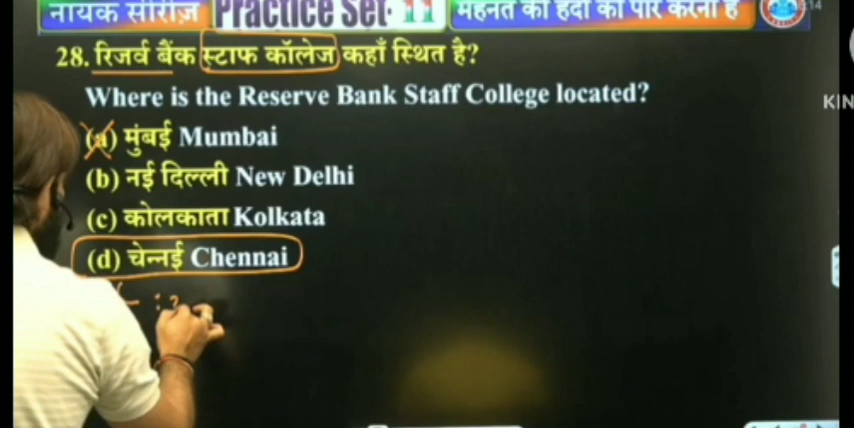 नायक सीरीज़ Practice Set- 11 मेहनत की हदों को पार करना है
28. रिजर्व बैंक स्टाफ कॉलेज कहाँ स्थित है?
Where is the Reserve Bank Staff College located?
KIN
(a) मुंबई Mumbai
(b) नई दिल्ली New Delhi
(c) कोलकाता Kolkata
(d) चेन्नई Chennai